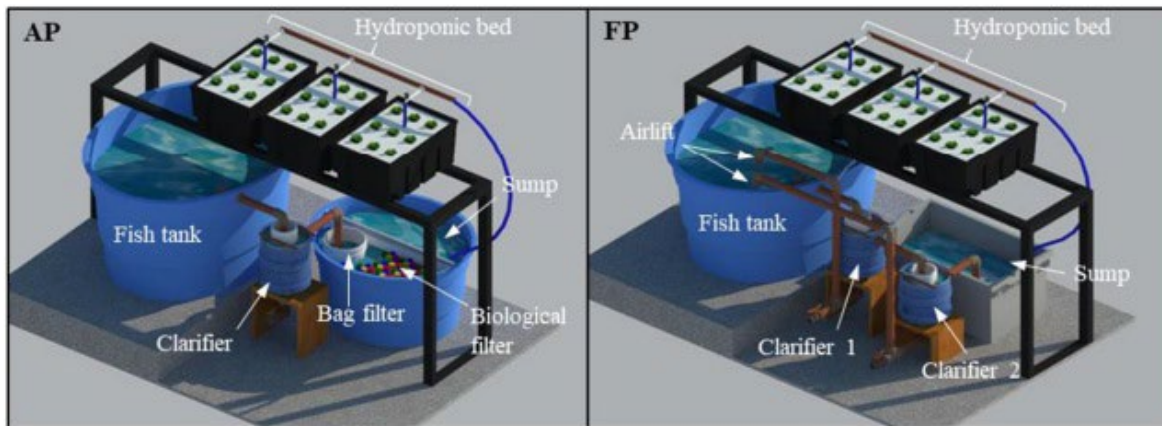 AP
Hydroponic bed
Sump
Fish tank
Bag filter
Biological
filter
Clarifier
FP
Hydroponic bed
Airlift
Fish tank
Sump
Clarifier 1
Clarifier 2